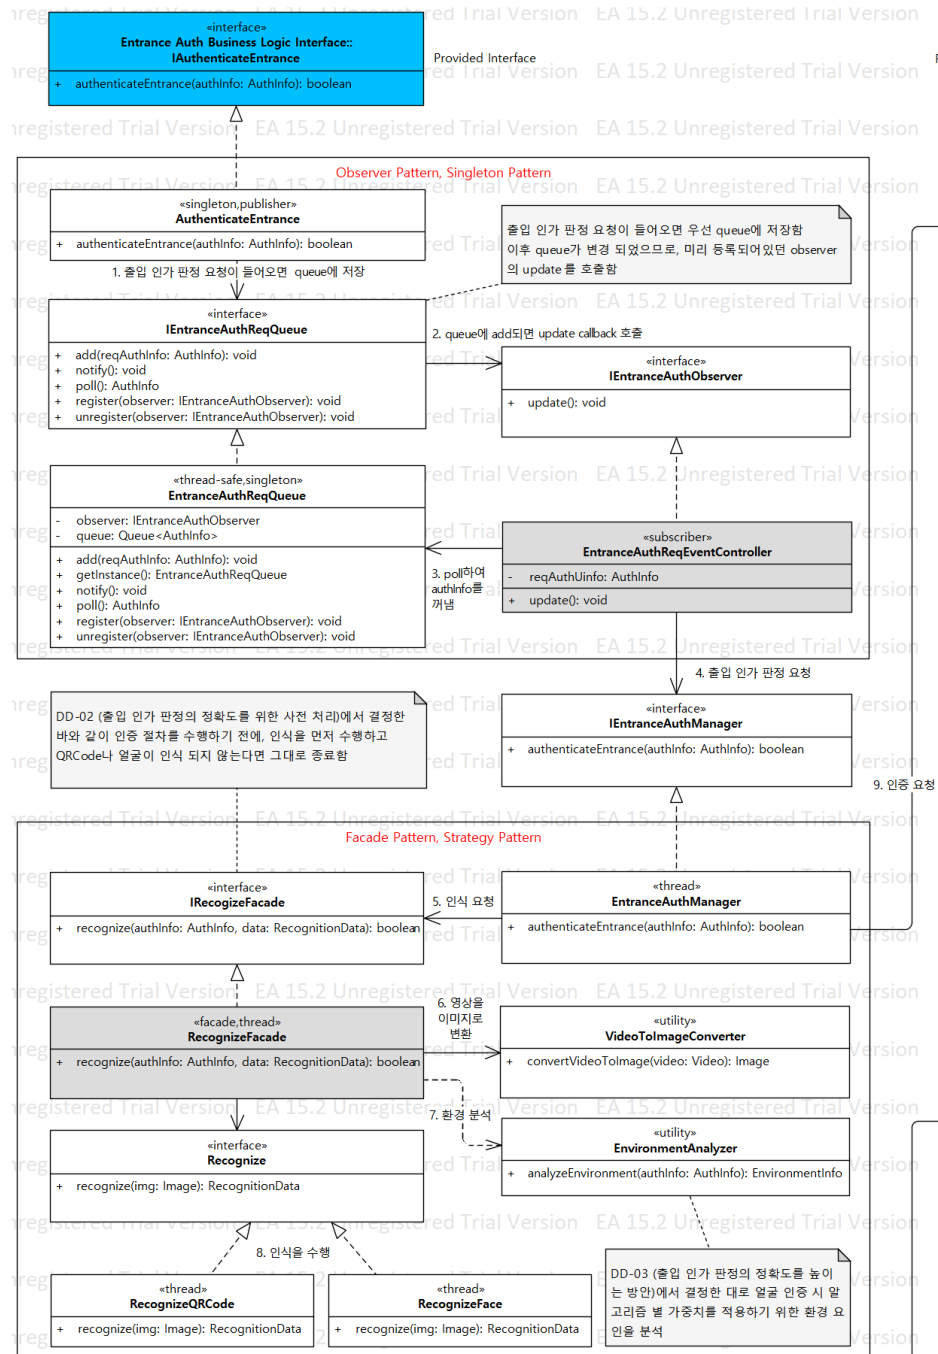 «interface»
Entrance Auth Business Logic Interface::
IAuthenticateEntrance
+ authenticateEntrance(authInfo: AuthInfo): boolean
Provided Interface
Observer Pattern, Singleton Pattern
«singleton,publisher»
AuthenticateEntrance
+ authenticateEntrance(authInfo: AuthInfo): boolean
출입 인가 판정 요청이 들어오면 우선 queue에 저장함
이후 queue가 변경 되었으므로, 미리 등록되어있던 observer
의 update 를 호출함
1. 출입 인가 판정 요청이 들어오면 queue에 저장
«interface»
IEntranceAuthReqQueue
+ add(reqAuthInfo: AuthInfo): void
+ notify(): void
+ poll(): AuthInfo
+ register(observer: IEntranceAuthObserver): void
+ unregister(observer: IEntranceAuthObserver): void
2. queue에 add되면 update callback 호출
«interface»
IEntranceAuthObserver
+ update(): void
«thread-safe,singleton»
EntranceAuthReqQueue
- observer: IEntranceAuthObserver
- queue: Queue<AuthInfo>
+ add(reqAuthInfo: AuthInfo): void
+ getInstance(): EntranceAuthReqQueue
+ notify(): void
+ poll(): AuthInfo
+ register(observer: IEntranceAuthObserver): void
+ unregister(observer: IEntranceAuthObserver): void
3. poll하여
authInfo를
꺼냄
«subscriber»
EntranceAuthReqEventController
- reqAuthUinfo: AuthInfo
+ update(): void
4. 출입 인가 판정 요청
DD-02 (출입 인가 판정의 정확도를 위한 사전 처리)에서 결정한
바와 같이 인증 절차를 수행하기 전에, 인식을 먼저 수행하고
QRCode나 얼굴이 인식 되지 않는다면 그대로 종료함
«interface»
IEntranceAuthManager
+ authenticateEntrance(authInfo: AuthInfo): boolean
9. 인증 요청
Facade Pattern, Strategy Pattern
«interface»
IRecogizeFacade
+ recognize(authInfo: AuthInfo, data: RecognitionData): boolean
5. 인식 요청
«thread»
EntranceAuthManager
+ authenticateEntrance(authInfo: AuthInfo): boolean
«facade,thread»
RecognizeFacade
+ recognize(authInfo: AuthInfo, data: RecognitionData): boolean
6. 영상을
이미지로
변환
«utility»
VideoToImageConverter
+ convertVideoToImage(video: Video): Image
7. 환경 분석
«utility»
EnvironmentAnalyzer
+ analyzeEnvironment(authInfo: AuthInfo): EnvironmentInfo
«interface»
Recognize
+ recognize(img: Image): RecognitionData
8. 인식을 수행
DD-03 (출입 인가 판정의 정확도를 높이
는 방안)에서 결정한 대로 얼굴 인증 시 알
고리즘 별 가중치를 적용하기 위한 환경 요
인을 분석
«thread»
RecognizeQRCode
+ recognize(img: Image): RecognitionData
«thread»
RecognizeFace
+ recognize(img: Image): RecognitionData